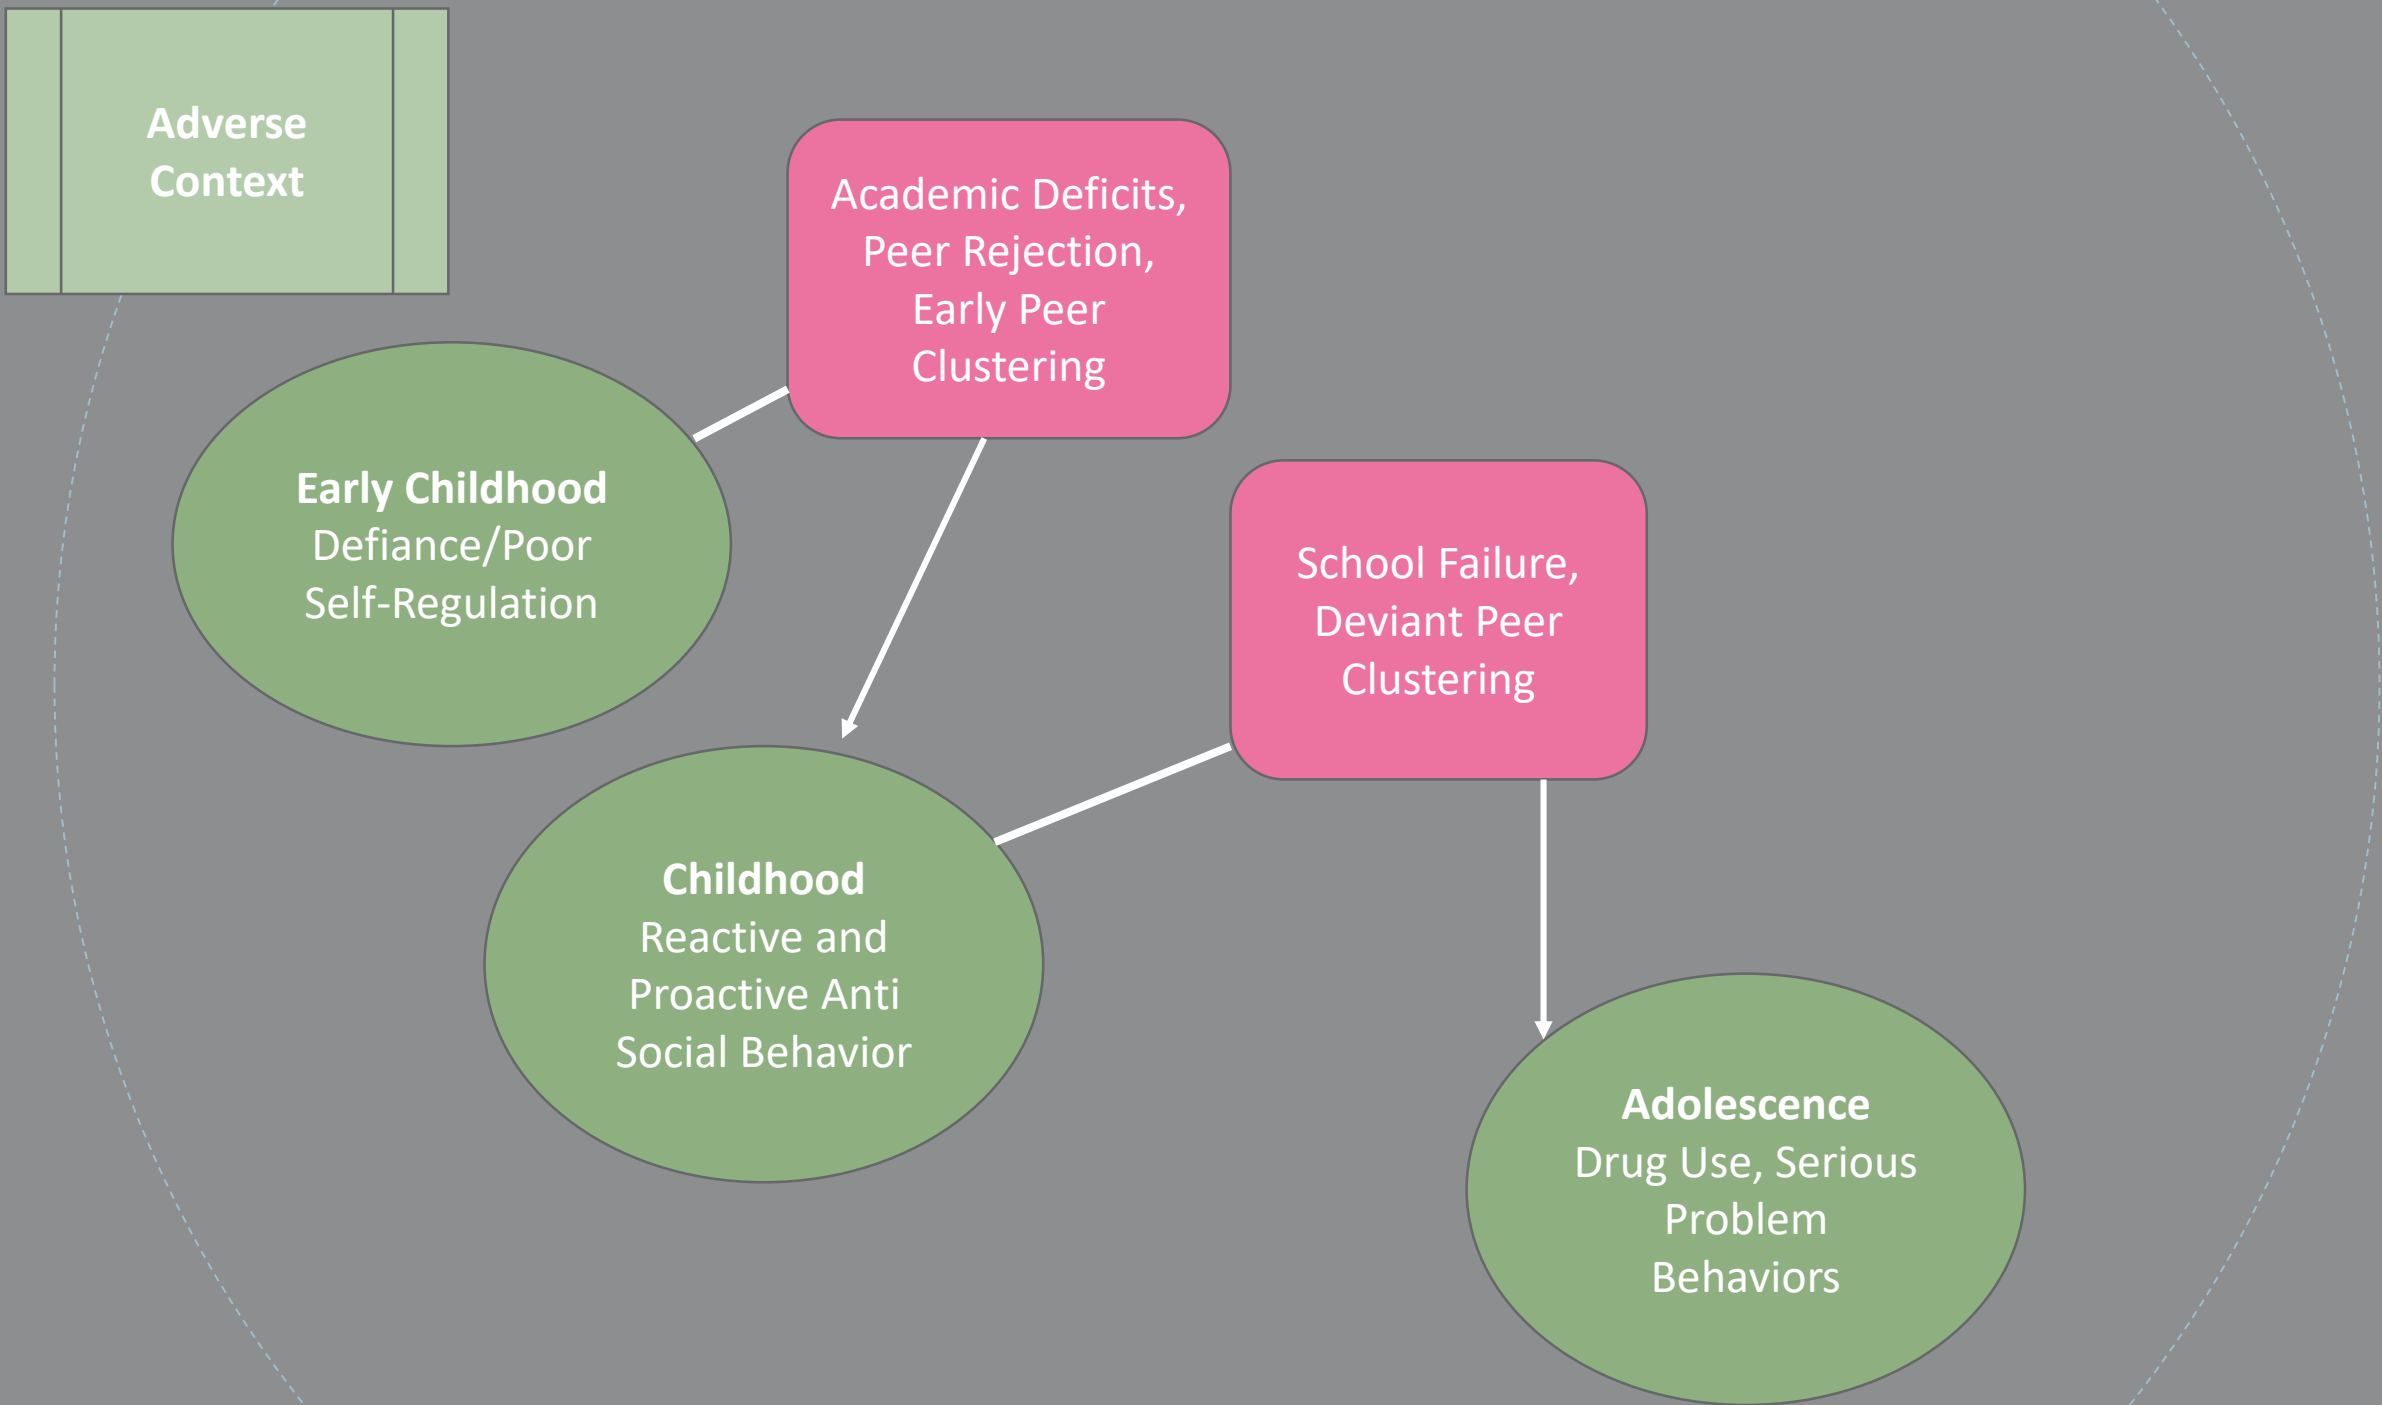 Adverse
Context
Academic Deficits,
Peer Rejection,
Early Peer
Clustering
Early Childhood
Defiance/Poor
Self-Regulation
School Failure,
Deviant Peer
Clustering
Childhood
Reactive and
Proactive Anti
Social Behavior
Adolescence
Drug Use, Serious
Problem
Behaviors